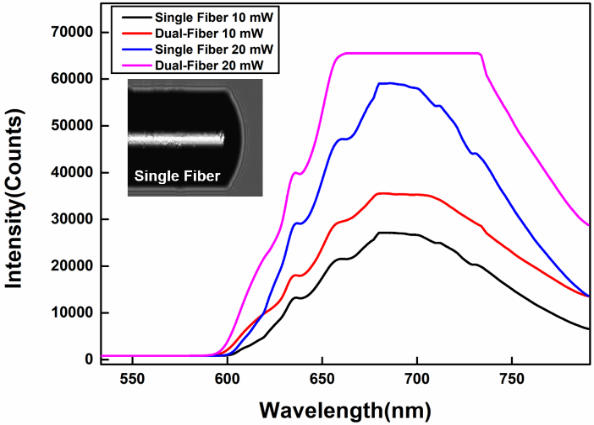 Single Fiber 10 mW
Dual-Fiber 10 mW
Single Fiber 20 mW
Dual-Fiber 20 mW
Single Fiber
70000
60000
50000
40000
30000
20000
10000
0
Intensity(Counts)
550
600
650
700
750
Wavelength(nm)